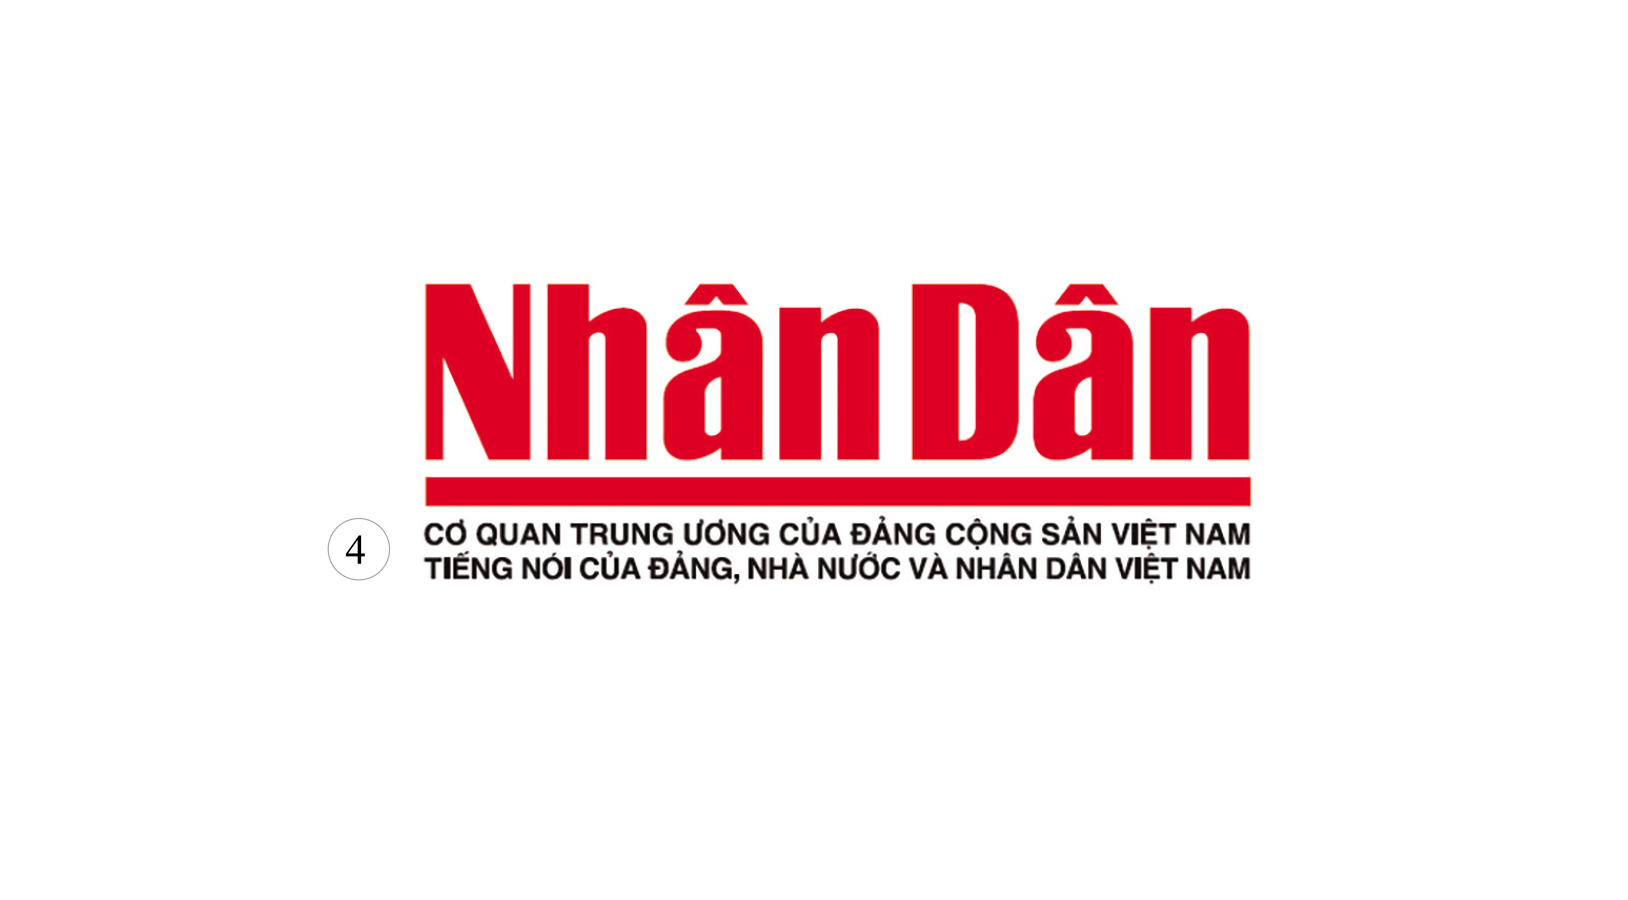 Nhân Dân
4
CƠ QUAN TRUNG ƯƠNG CỦA ĐẢNG CỘNG SẢN VIỆT NAM
TIẾNG NÓI CỦA ĐẢNG, NHÀ NƯỚC VÀ NHÂN DÂN VIỆT NAM